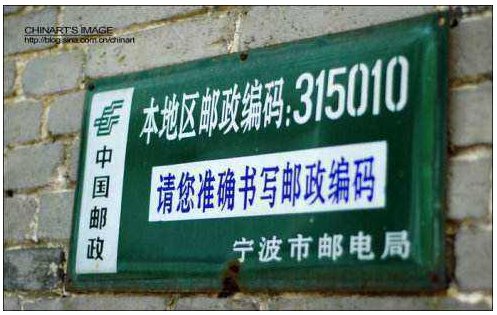 CHINART'S IMAGE
http://blog.sina.com.cn/chinart
中国邮政
本地区邮政编码:315010
请您准确书写邮政编码
宁波市邮电局